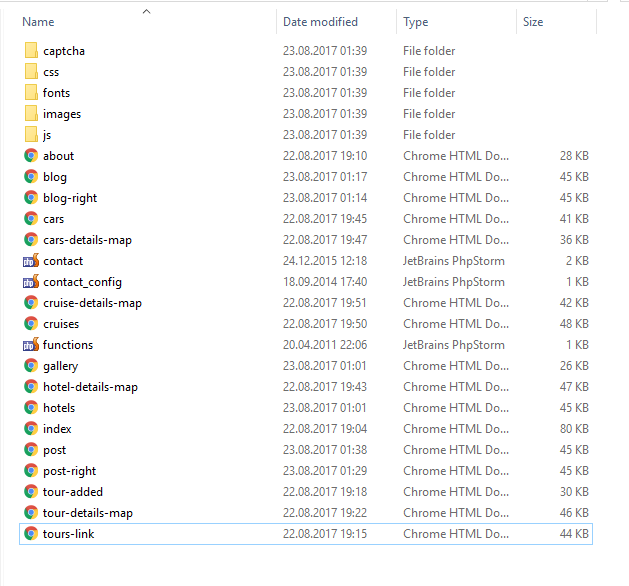 Name Date modified Type Size
captcha 23.08.2017 01:39 File folder
css 23.08.2017 01:39 File folder
fonts 23.08.2017 01:39 File folder
images 23.08.2017 01:39 File folder
js 23.08.2017 01:39 File folder
about 22.08.2017 19:10 Chrome HTML Do... 28 KB
blog 23.08.2017 01:17 Chrome HTML Do... 45 KB
blog-right 23.08.2017 01:14 Chrome HTML Do... 45 KB
cars 22.08.2017 19:45 Chrome HTML Do... 41 KB
cars-details-map 22.08.2017 19:47 Chrome HTML Do... 36 KB
php contact 24.12.2015 12:18 JetBrains PhpStorm 2 KB
php contact_config 18.09.2014 17:40 JetBrains PhpStorm 1 KB
cruise-details-map 22.08.2017 19:51 Chrome HTML Do... 42 KB
cruises 22.08.2017 19:50 Chrome HTML Do... 48 KB
php functions 20.04.2011 22:06 JetBrains PhpStorm 1 KB
gallery 23.08.2017 01:01 Chrome HTML Do... 26 KB
hotel-details-map 22.08.2017 19:43 Chrome HTML Do... 47 KB
hotels 23.08.2017 01:01 Chrome HTML Do... 45 KB
index 22.08.2017 19:04 Chrome HTML Do... 80 KB
post 23.08.2017 01:38 Chrome HTML Do... 45 KB
post-right 23.08.2017 01:29 Chrome HTML Do... 45 KB
tour-added 22.08.2017 19:18 Chrome HTML Do... 30 KB
tour-details-map 22.08.2017 19:22 Chrome HTML Do... 46 KB
tours-link 22.08.2017 19:15 Chrome HTML Do... 44 KB